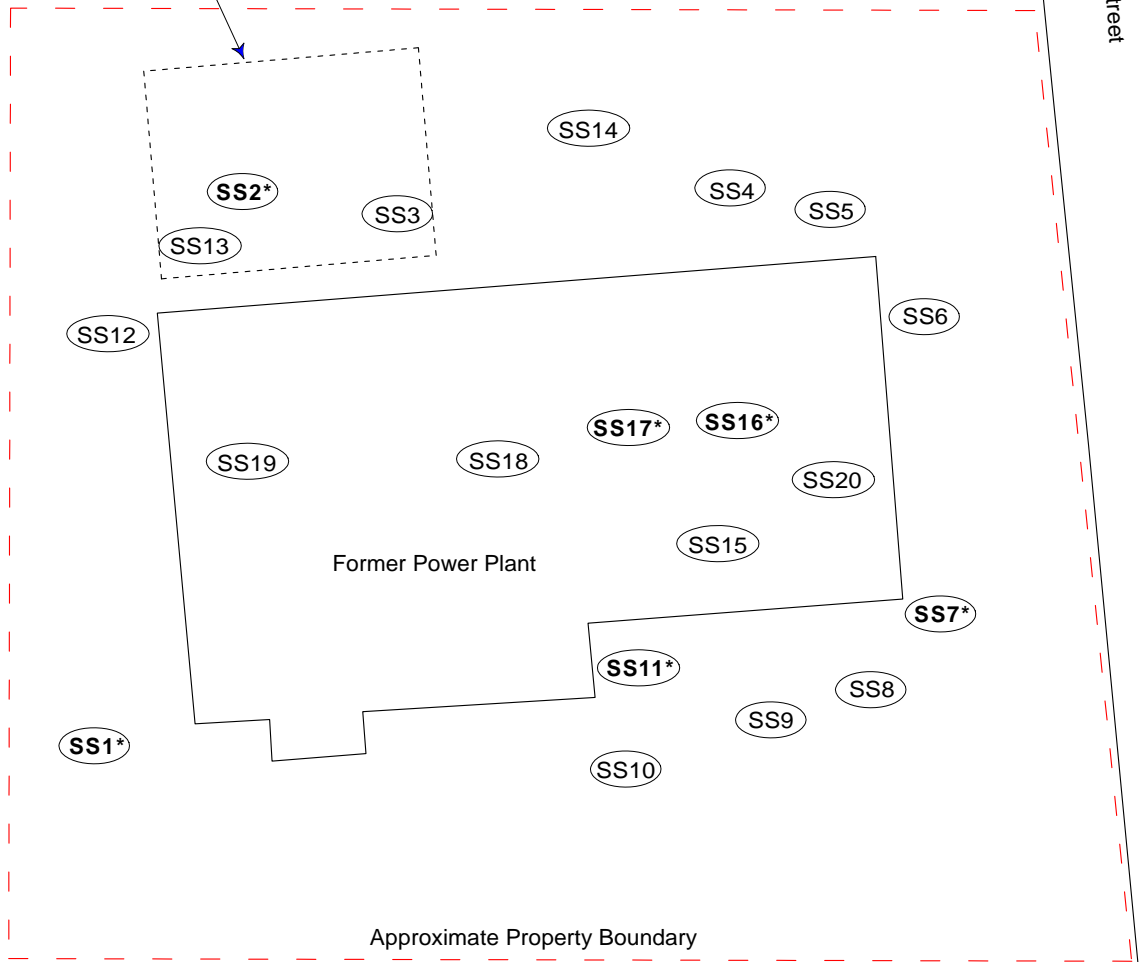 treet
SS14
SS4
SS2*
SS5
SS3
SS13
SS6
SS12
SS17*
SS16*
SS19
SS18
SS20
SS15
Former Power Plant
SS7*
SS11*
SS8
SS9
SS1*
SS10
Approximate Property Boundary